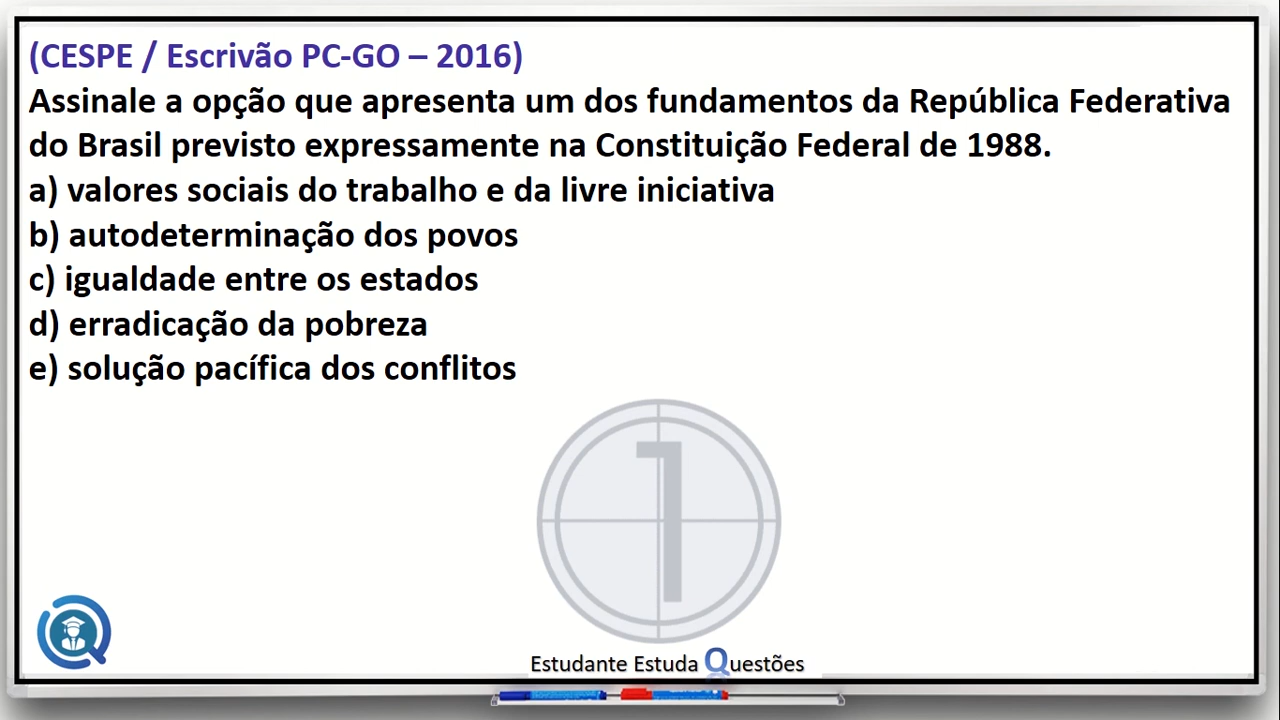 (CESPE / Escrivão PC-GO – 2016)
Assinale a opção que apresenta um dos fundamentos da República Federativa
do Brasil previsto expressamente na Constituição Federal de 1988.
a) valores sociais do trabalho e da livre iniciativa
b) autodeterminação dos povos
c) igualdade entre os estados
d) erradicação da pobreza
e) solução pacífica dos conflitos
1
Estudante Estuda Questões